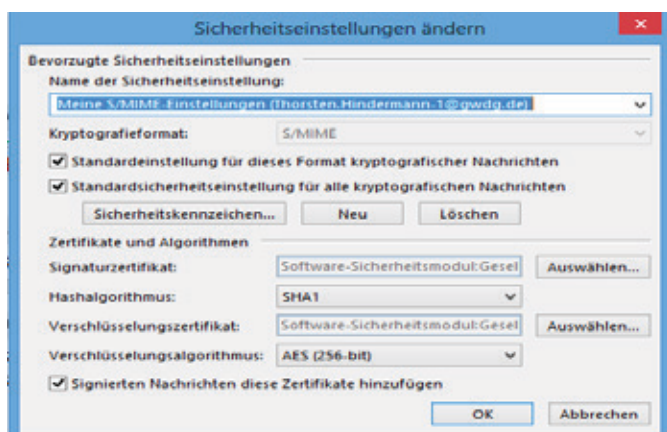 Sicherheitseinstellungen ändern
Bevorzugte Sicherheitseinstellungen
Name der Sicherheitseinstellung:
Meine S/MIME-Einstellungen (Thorsten.Hindermann-1@gwdg.de)
Kryptografieformat: S/MIME
Standardeinstellung für dieses Format kryptografischer Nachrichten
Standardsicherheitseinstellung für alle kryptografischen Nachrichten
Sicherheitskennzeichen... Neu Löschen
Zertifikate und Algorithmen
Signaturzertifikat: Software-Sicherheitsmodul:Gesel Auswählen...
Hashalgorithmus: SHA1
Verschlüsselungszertifikat: Software-Sicherheitsmodul:Gesel Auswählen...
Verschlüsselungsalgorithmus: AES (256-bit)
Signierten Nachrichten diese Zertifikate hinzufügen
OK Abbrechen